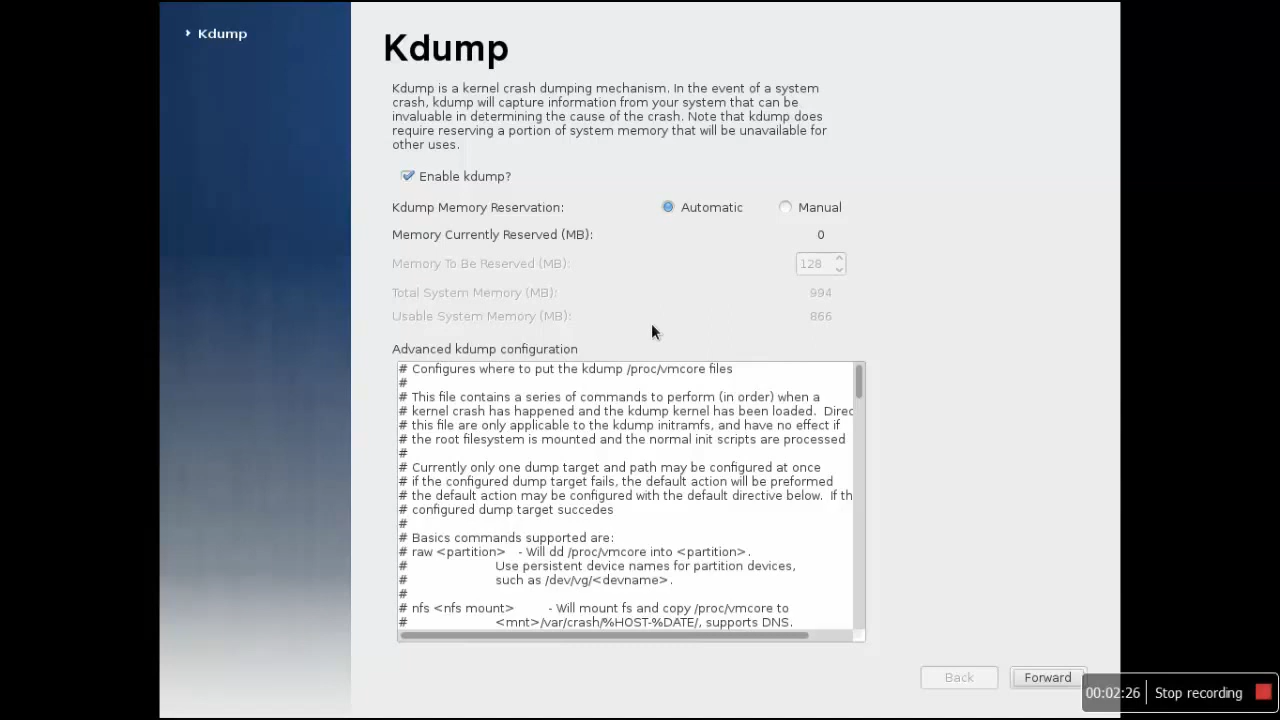 Kdump
Kdump
Kdump is a kernel crash dumping mechanism. In the event of a system
crash, kdump will capture information from your system that can be
invaluable in determining the cause of the crash. Note that kdump does
require reserving a portion of system memory that will be unavailable for
other uses.
Enable kdump?
Kdump Memory Reservation: Automatic Manual
Memory Currently Reserved (MB): 0
Memory To Be Reserved (MB): 128
Total System Memory (MB): 994
Usable System Memory (MB): 866
Advanced kdump configuration
# Configures where to put the kdump /proc/vmcore files
#
# This file contains a series of commands to perform (in order) when a
# kernel crash has happened and the kdump kernel has been loaded. Direc
# this file are only applicable to the kdump initramfs, and have no effect if
# the root filesystem is mounted and the normal init scripts are processed
#
# Currently only one dump target and path may be configured at once
# if the configured dump target fails, the default action will be preformed
# the default action may be configured with the default directive below. If th
# configured dump target succedes
#
# Basics commands supported are:
# raw <partition> - Will dd /proc/vmcore into <partition>.
# Use persistent device names for partition devices,
# such as /dev/vg/<devname>.
#
# nfs <nfs mount> - Will mount fs and copy /proc/vmcore to
# <mnt>/var/crash/%HOST-%DATE/, supports DNS.
Back Forward
00:02:26 Stop recording